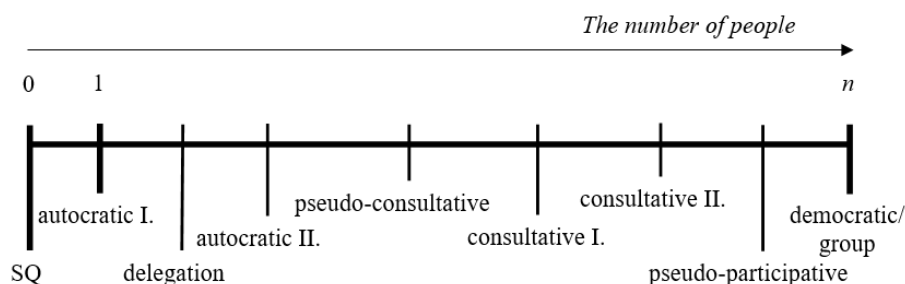 The number of people
0 1 n
autocratic I. pseudo-consultative consultative II. democratic/
autocratic II. consultative I. group
SQ delegation pseudo-participative